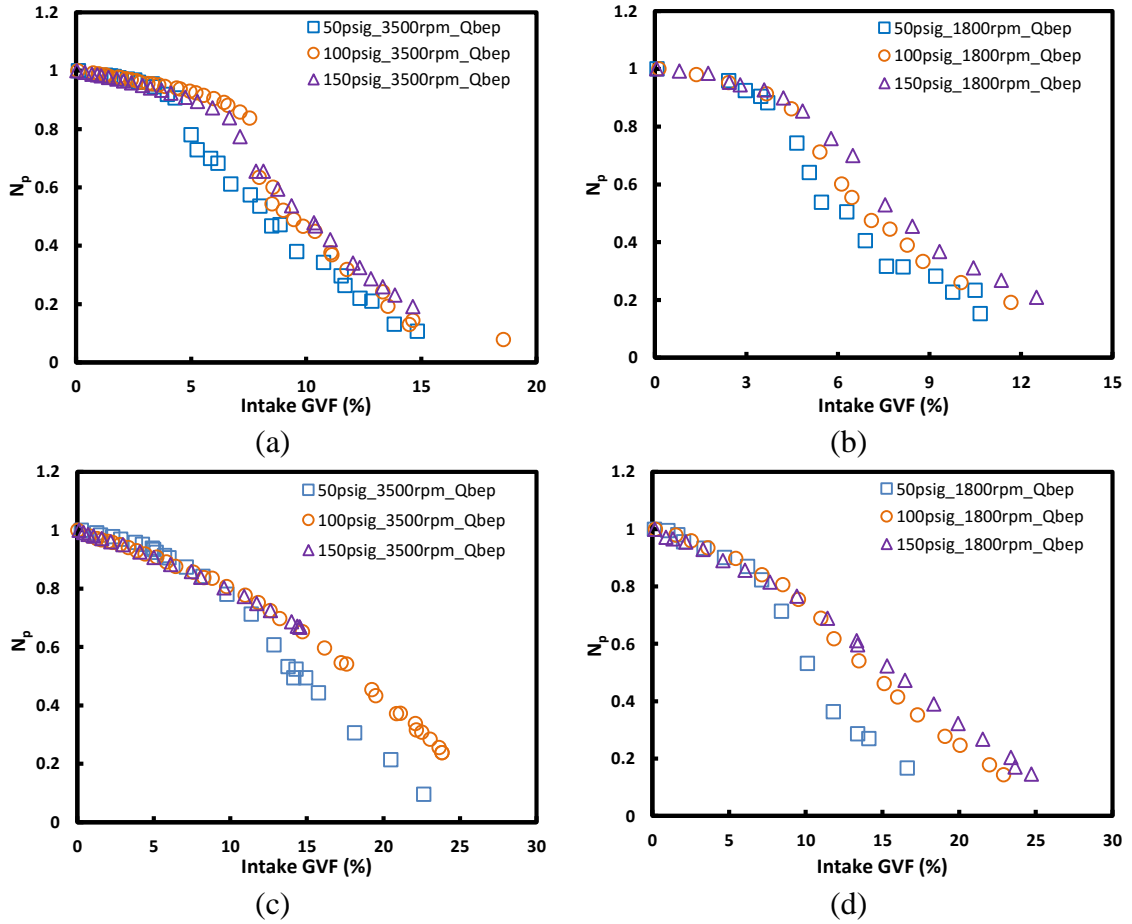 1.2
50psig_3500rpm_Qbep
100psig_3500rpm_Qbep
150psig_3500rpm_Qbep
1
0.8
0.6
0.4
0.2
0
Np
0 5 10 15 20
Intake GVF (%)
(a)
1.2
50psig_1800rpm_Qbep
100psig_1800rpm_Qbep
150psig_1800rpm_Qbep
1
0.8
0.6
0.4
0.2
0
Np
0 3 6 9 12 15
Intake GVF (%)
(b)
1.2
50psig_3500rpm_Qbep
100psig_3500rpm_Qbep
150psig_3500rpm_Qbep
1
0.8
0.6
0.4
0.2
0
Np
0 5 10 15 20 25 30
Intake GVF (%)
(c)
1.2
50psig_1800rpm_Qbep
100psig_1800rpm_Qbep
150psig_1800rpm_Qbep
1
0.8
0.6
0.4
0.2
0
Np
0 5 10 15 20 25 30
Intake GVF (%)
(d)